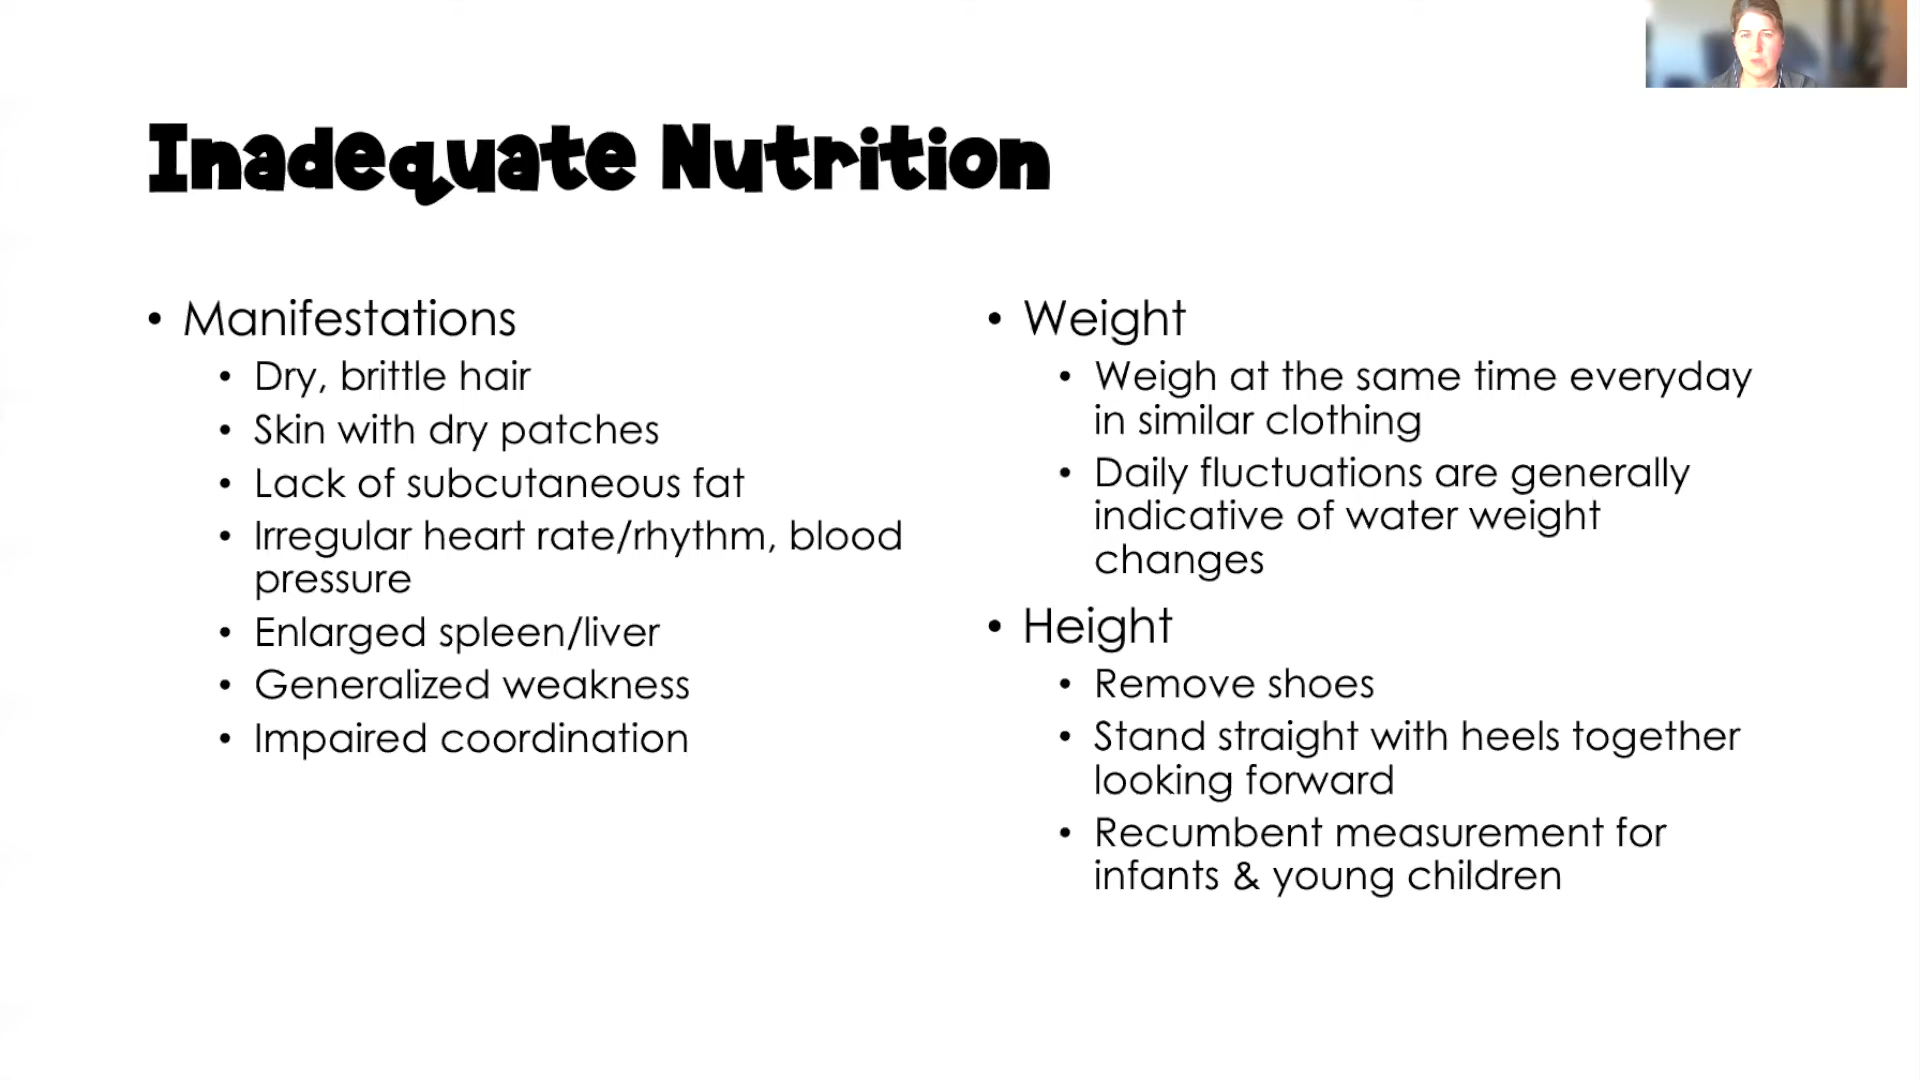 Inadequate Nutrition
• Manifestations
• Dry, brittle hair
• Skin with dry patches
• Lack of subcutaneous fat
• Irregular heart rate/rhythm, blood
pressure
• Enlarged spleen/liver
• Generalized weakness
• Impaired coordination
• Weight
• Weigh at the same time everyday
in similar clothing
• Daily fluctuations are generally
indicative of water weight
changes
• Height
• Remove shoes
• Stand straight with heels together
looking forward
• Recumbent measurement for
infants & young children